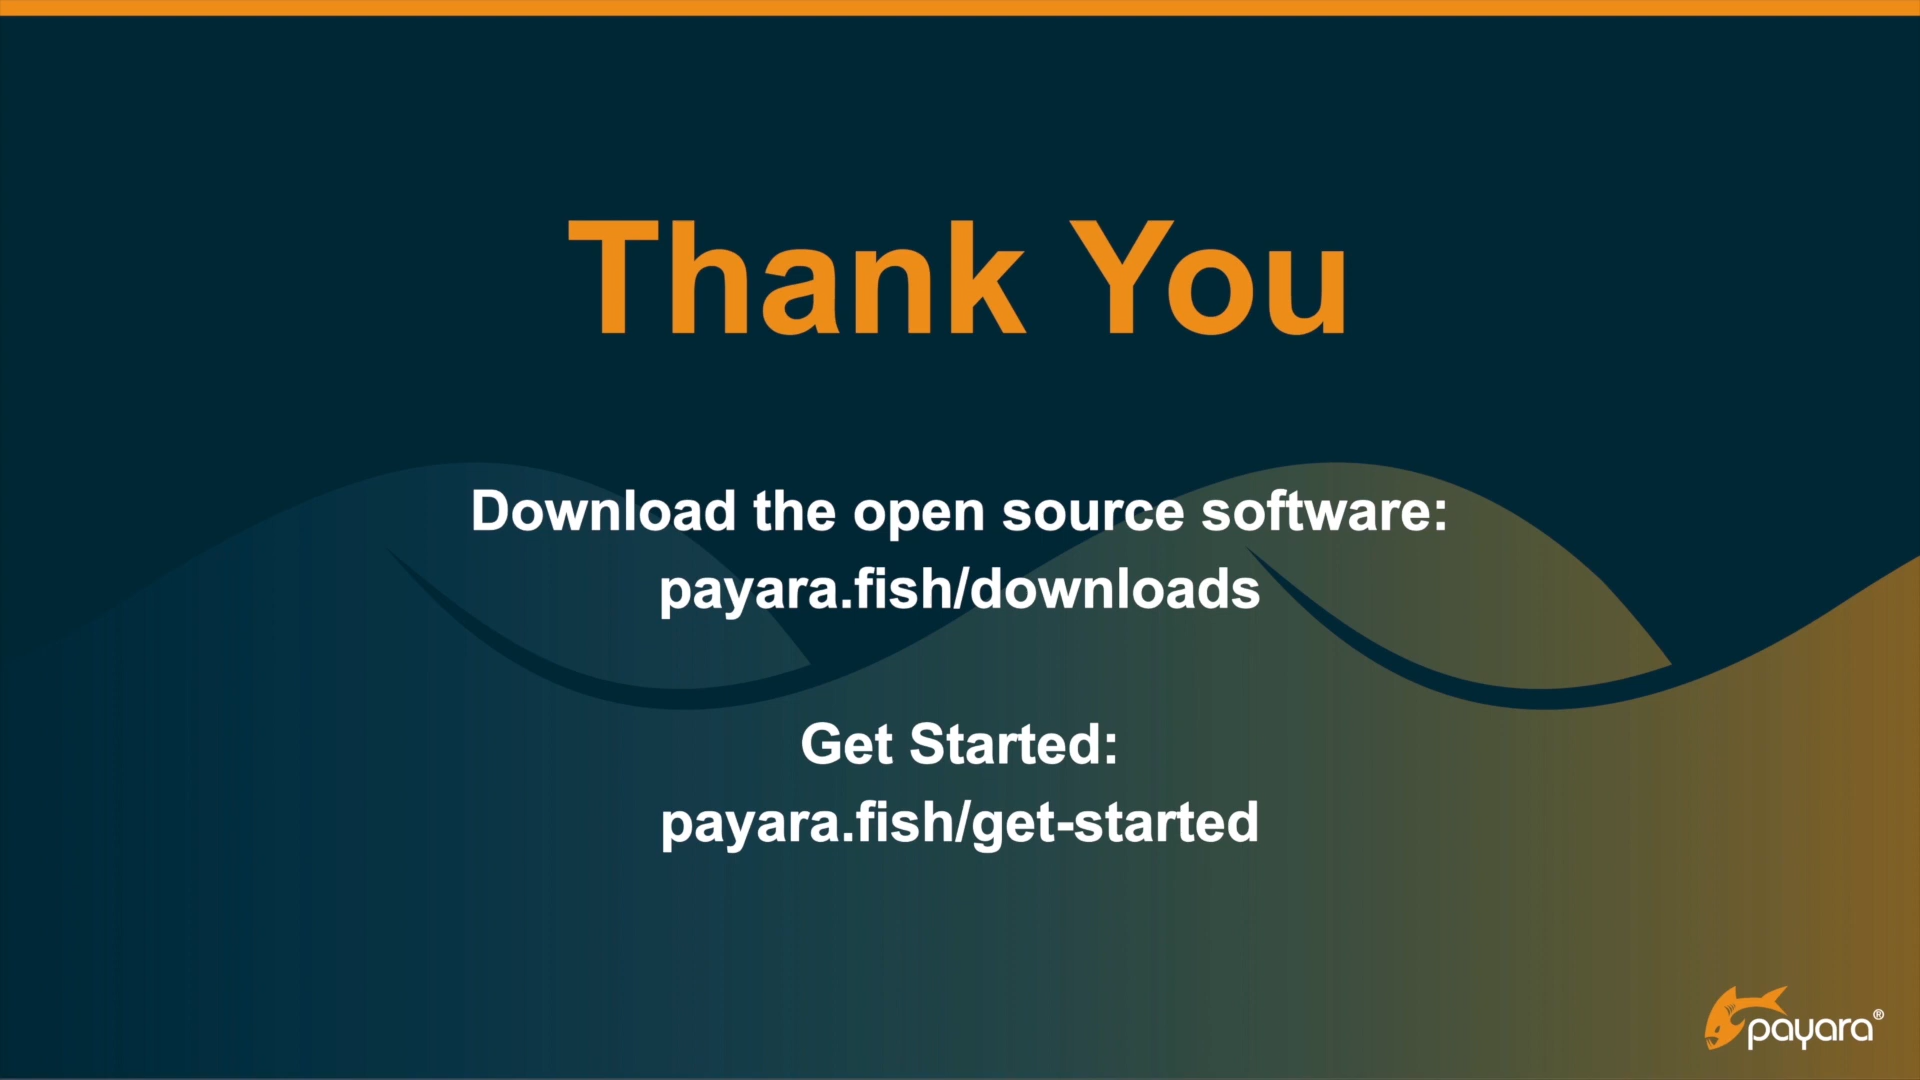 Thank You
Download the open source software:
payara.fish/downloads
Get Started:
payara.fish/get-started
payara®